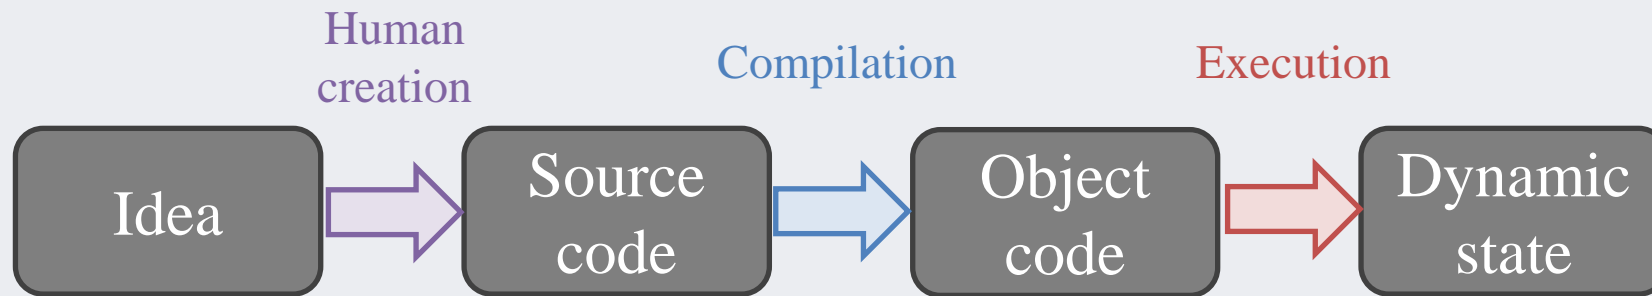 Human
creation
Compilation
Execution
Idea
Source
code
Object
code
Dynamic
state